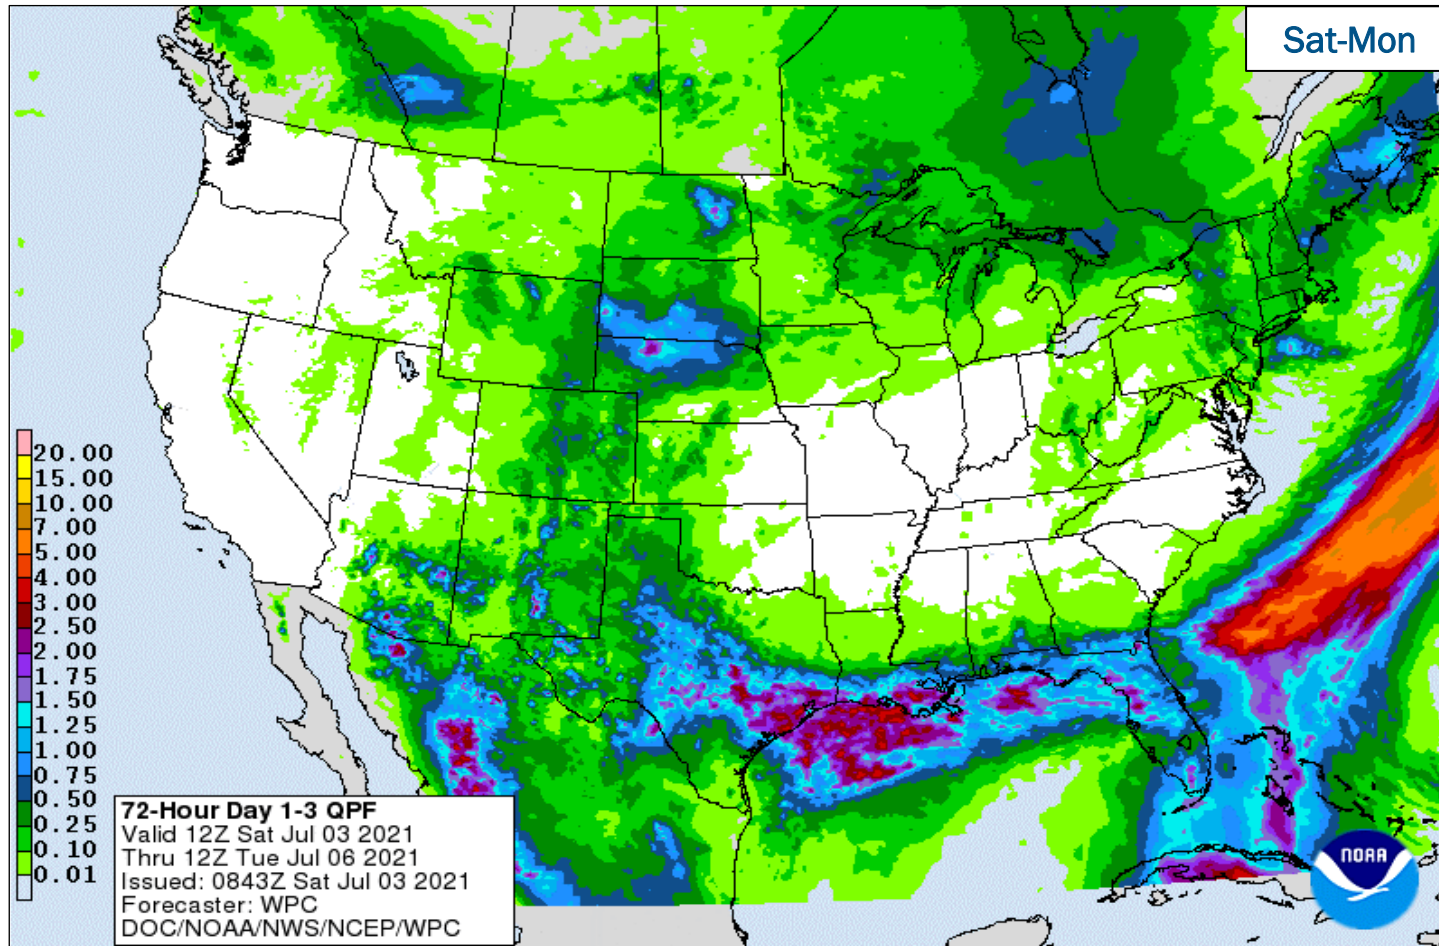 Sat-Mon
20.00
15.00
10.00
7.00
5.00
4.00
3.00
2.50
2.00
1.75
1.50
1.25
1.00
0.75
0.50
0.25
0.10
0.01
72-Hour Day 1-3 QPF
Valid 12Z Sat Jul 03 2021
Thru 12Z Tue Jul 06 2021
Issued: 0843Z Sat Jul 03 2021
Forecaster: WPC
DOC/NOAA/NWS/NCEP/WPC
NOAA